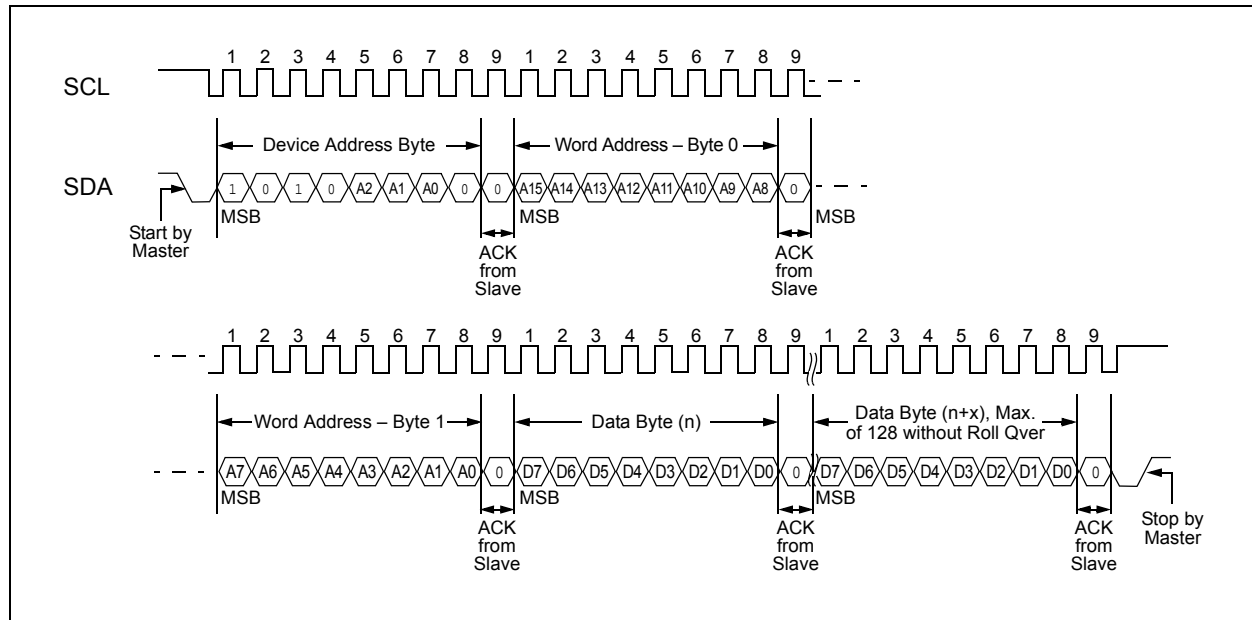 1 2 3 4 5 6 7 8 9 1 2 3 4 5 6 7 8 9
SCL
Device Address Byte Word Address – Byte 0
SDA 1 0 1 0 A2 A1 A0 0 0 A15 A14 A13 A12 A11 A10 A9 A8 0
MSB MSB MSB
Start by
Master
ACK
from
Slave
ACK
from
Slave
1 2 3 4 5 6 7 8 9 1 2 3 4 5 6 7 8 9 1 2 3 4 5 6 7 8 9
Word Address – Byte 1 Data Byte (n) Data Byte (n+x), Max.
of 128 without Roll Qver
A7 A6 A5 A4 A3 A2 A1 A0 0 D7 D6 D5 D4 D3 D2 D1 D0 0 D7 D6 D5 D4 D3 D2 D1 D0 0
MSB MSB MSB
ACK
from
Slave
ACK
from
Slave
ACK
from
Slave
Stop by
Master